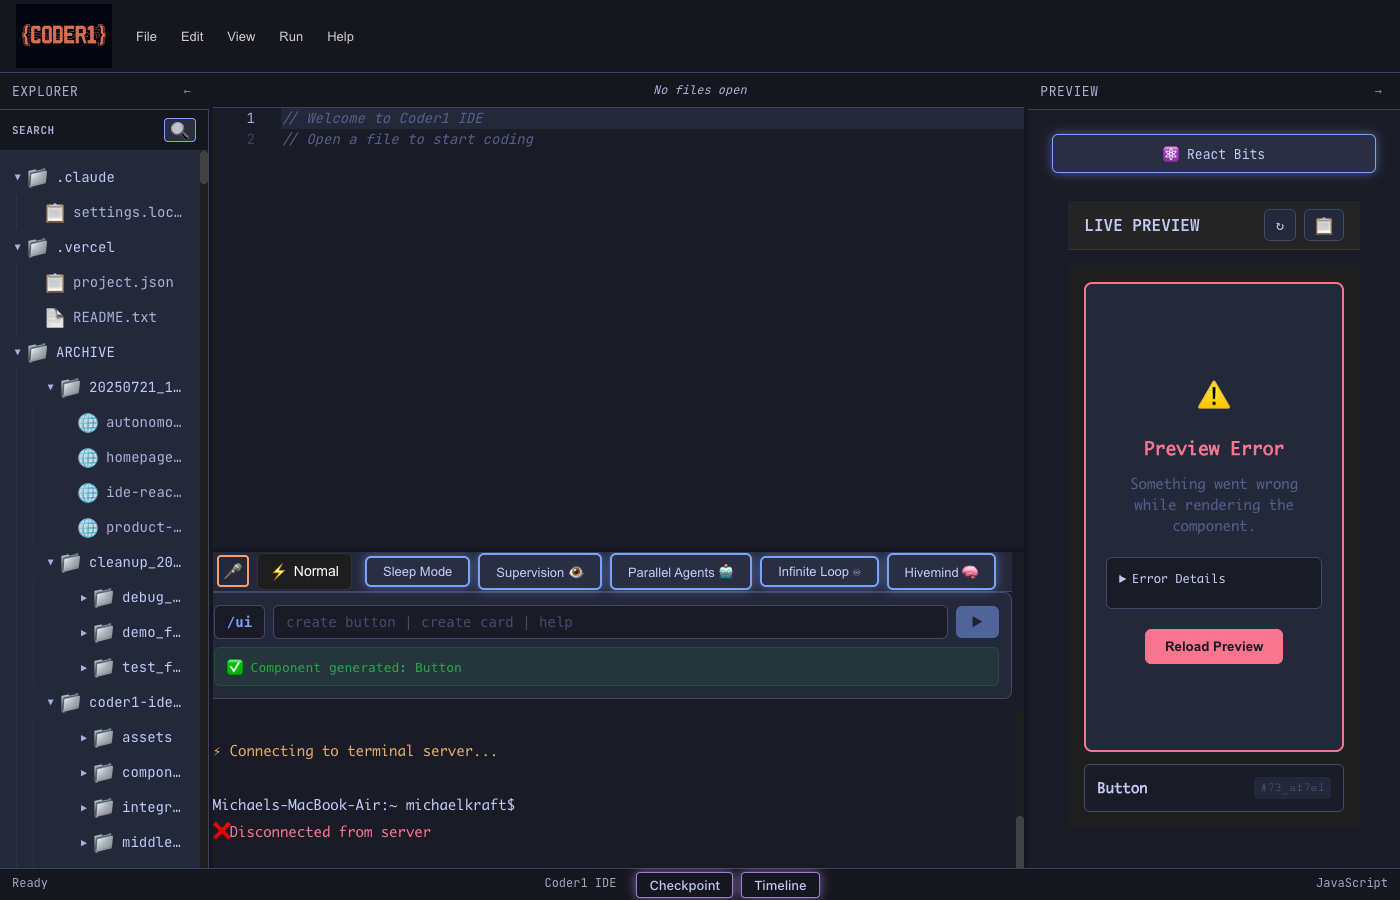 {CODER1}
File Edit View Run Help
EXPLORER ←
SEARCH
.claude
settings.loc…
.vercel
project.json
README.txt
ARCHIVE
20250721_1…
autonomo…
homepage…
ide-reac…
product-…
cleanup_20…
debug_…
demo_f…
test_f…
coder1-ide…
assets
compon…
integr…
middle…
No files open
1 // Welcome to Coder1 IDE
2 // Open a file to start coding
⚡ Normal
Sleep Mode
Supervision 👁️
Parallel Agents 🤖
Infinite Loop ♾
Hivemind 🧠
/ui create button | create card | help
✅ Component generated: Button
⚡ Connecting to terminal server...
Michaels-MacBook-Air:~ michaelkraft$
❌Disconnected from server
PREVIEW →
⚛️ React Bits
LIVE PREVIEW ↻
Preview Error
Something went wrong
while rendering the
component.
▶ Error Details
Reload Preview
Button #73_af7el
Ready
Coder1 IDE
Checkpoint
Timeline
JavaScript